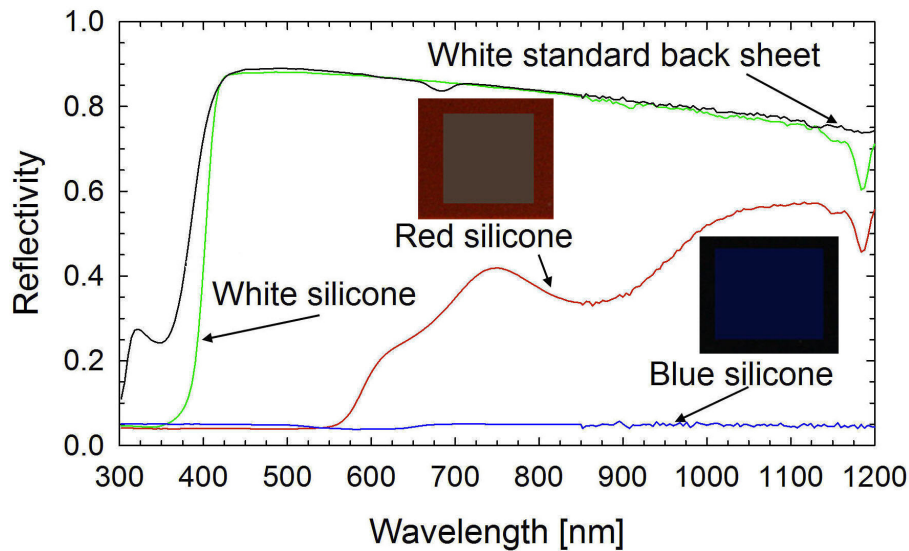 1.0
White standard back sheet
0.8
0.6
Reflectivity
Red silicone
0.4
White silicone
0.2
Blue silicone
0.0
300 400 500 600 700 800 900 1000 1100 1200
Wavelength [nm]